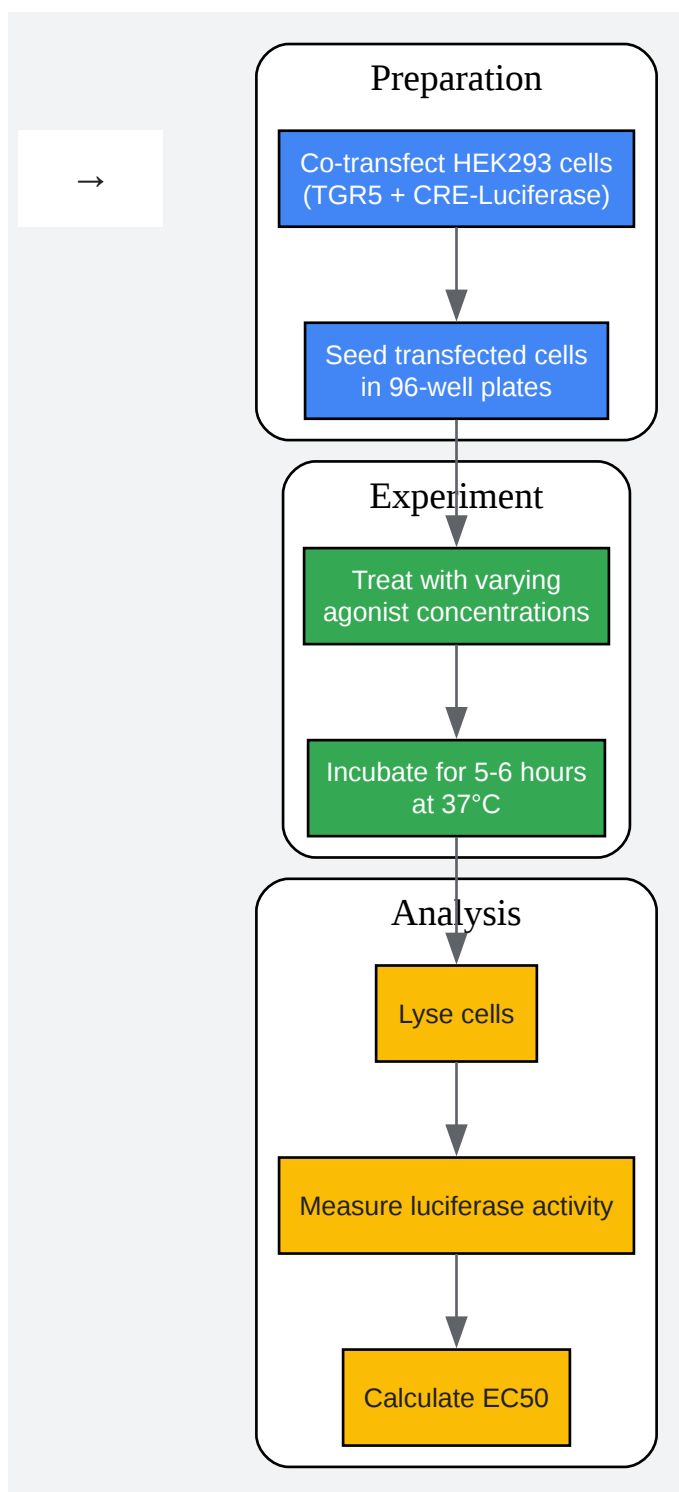 Preparation
→
Co-transfect HEK293 cells
(TGR5 + CRE-Luciferase)
Seed transfected cells
in 96-well plates
Experiment
Treat with varying
agonist concentrations
Incubate for 5-6 hours
at 37°C
Analysis
Lyse cells
Measure luciferase activity
Calculate EC50